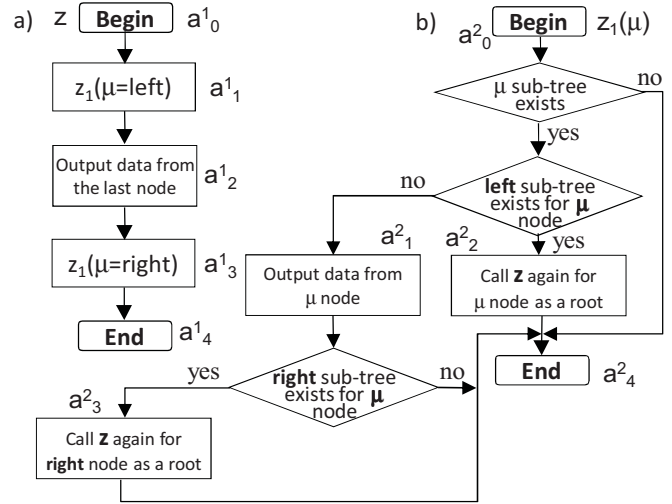 a) z Begin a¹₀
z₁(μ=left) a¹₁
Output data from
the last node
a¹₂
z₁(μ=right) a¹₃
End a¹₄
b) Begin z₁(μ)
a²₀
μ sub-tree
exists
no
yes
left sub-tree
exists for μ
node
no
yes
a²₁
Output data from
μ node
a²₂
Call z again for
μ node as a root
End a²₄
right sub-tree
exists for μ
node
yes
no
a²₃
Call z again for
right node as a root